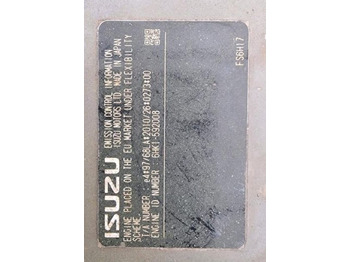 ISUZU
EMISSION CONTROL INFORMATION
ISUZU MOTORS LTD. MADE IN JAPAN
ENGINE PLACED ON THE EU MARKET UNDER FLEXIBILITY
SCHEME.
T/A NUMBER : e4*97/68LA*2010/26*0273*00
ENGINE ID NUMBER : 6HK1-592008
FS6H17